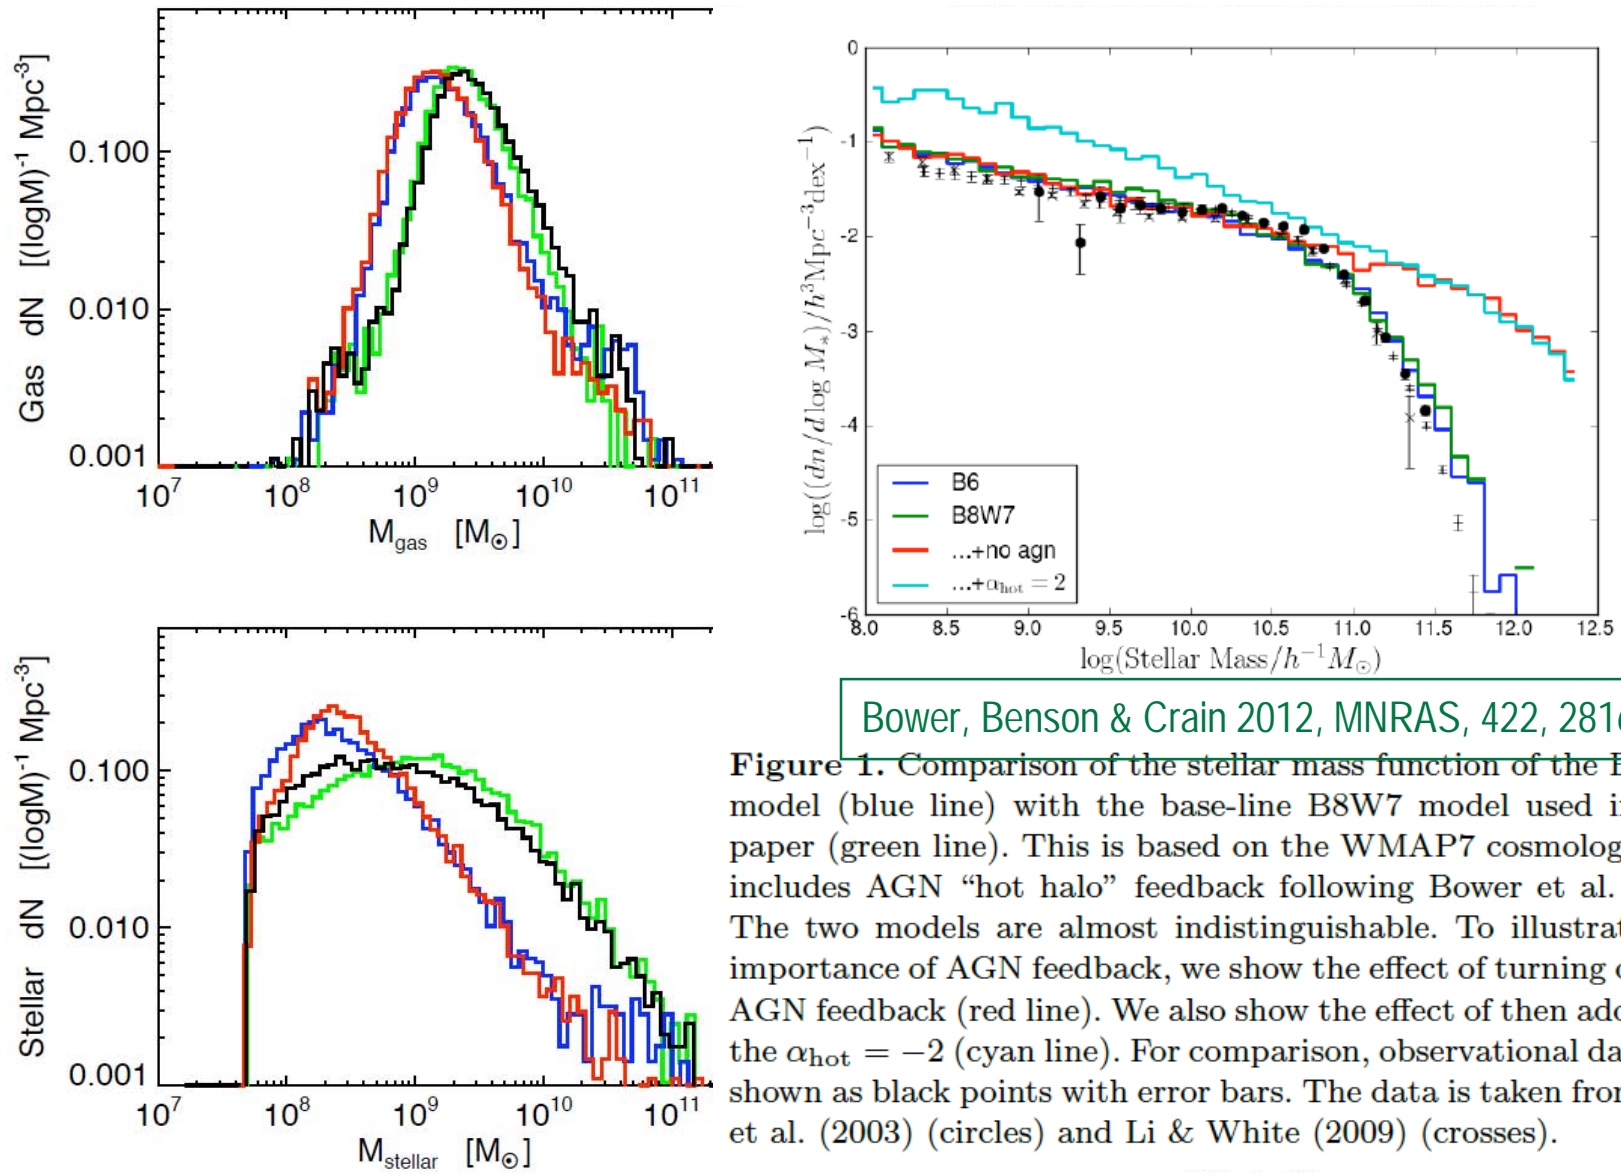 Gas dN [(logM)⁻¹ Mpc⁻³]
0.100
0.010
0.001
10⁷ 10⁸ 10⁹ 10¹⁰ 10¹¹
M_gas [M_⊙]
Stellar dN [(logM)⁻¹ Mpc⁻³]
0.100
0.010
0.001
10⁷ 10⁸ 10⁹ 10¹⁰ 10¹¹
M_stellar [M_⊙]
log((dn/d log M_*)/h³Mpc⁻³dex⁻¹)
0
-1
-2
-3
-4
-5
-6
B6
B8W7
...+no agn
...+α_hot = 2
8.0 8.5 9.0 9.5 10.0 10.5 11.0 11.5 12.0 12.5
log(Stellar Mass/h⁻¹M_⊙)
Bower, Benson & Crain 2012, MNRAS, 422, 281
Figure 1. Comparison of the stellar mass function of the
model (blue line) with the base-line B8W7 model used
paper (green line). This is based on the WMAP7
includes AGN “hot halo” feedback following Bower et al.
The two models are almost indistinguishable. To
importance of AGN feedback, we show the effect of turning
AGN feedback (red line). We also show the effect of then
the α_hot = −2 (cyan line). For comparison, observational
shown as black points with error bars. The data is taken
et al. (2003) (circles) and Li & White (2009) (crosses).